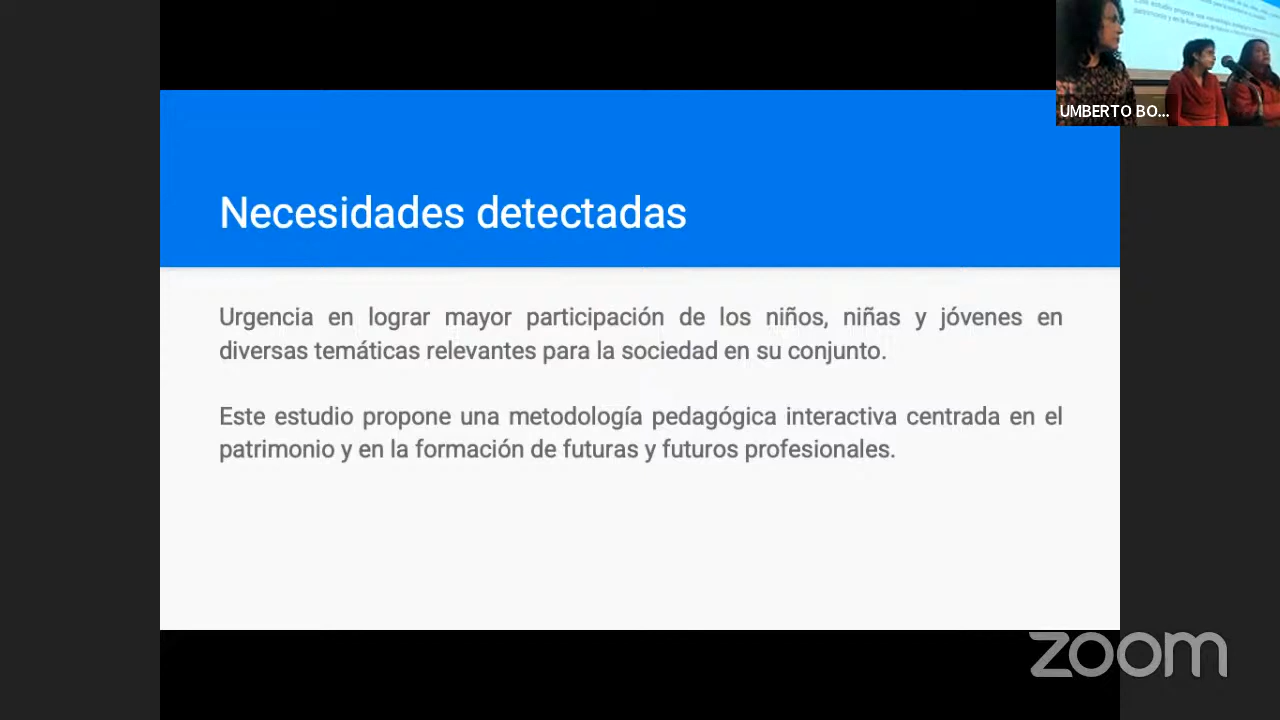 UMBERTO BO...
Necesidades detectadas
Urgencia en lograr mayor participación de los niños, niñas y jóvenes en
diversas temáticas relevantes para la sociedad en su conjunto.
Este estudio propone una metodología pedagógica interactiva centrada en el
patrimonio y en la formación de futuras y futuros profesionales.
zoom